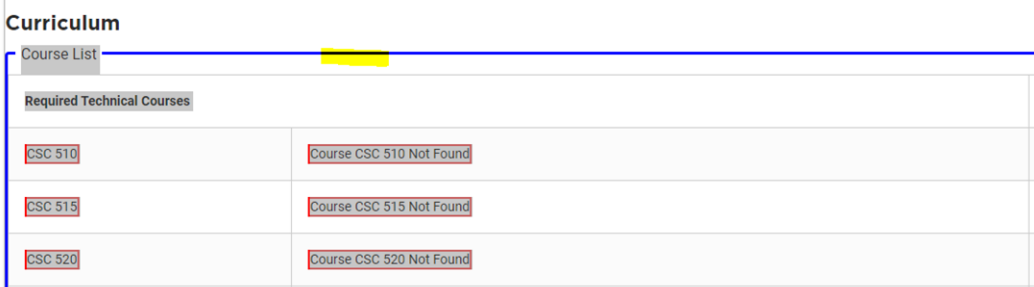 Curriculum
Course List
Required Technical Courses
CSC 510 Course CSC 510 Not Found
CSC 515 Course CSC 515 Not Found
CSC 520 Course CSC 520 Not Found